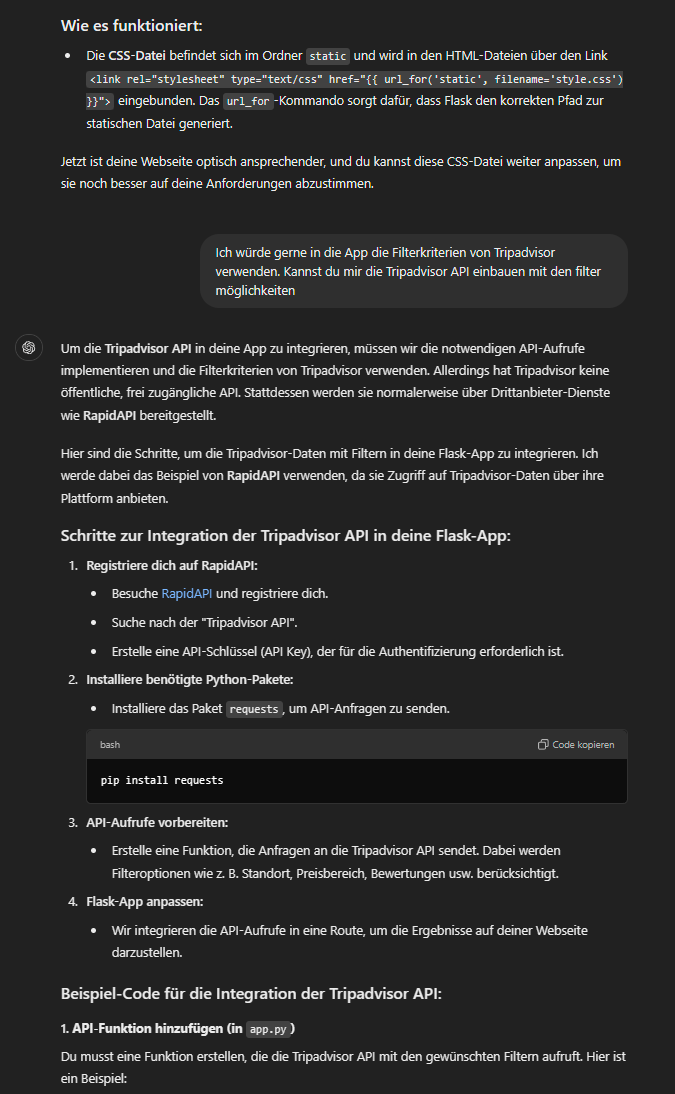 Wie es funktioniert:
• Die CSS-Datei befindet sich im Ordner static und wird in den HTML-Dateien über den Link
<link rel="stylesheet" type="text/css" href="{{ url_for('static', filename='style.css')
}}"> eingebunden. Das url_for-Kommando sorgt dafür, dass Flask den korrekten Pfad zur
statischen Datei generiert.
Jetzt ist deine Webseite optisch ansprechender, und du kannst diese CSS-Datei weiter anpassen, um
sie noch besser auf deine Anforderungen abzustimmen.
Ich würde gerne in die App die Filterkriterien von Tripadvisor
verwenden. Kannst du mir die Tripadvisor API einbauen mit den filter
möglichkeiten
Um die Tripadvisor API in deine App zu integrieren, müssen wir die notwendigen API-Aufrufe
implementieren und die Filterkriterien von Tripadvisor verwenden. Allerdings hat Tripadvisor keine
öffentliche, frei zugängliche API. Stattdessen werden sie normalerweise über Drittanbieter-Dienste
wie RapidAPI bereitgestellt.
Hier sind die Schritte, um die Tripadvisor-Daten mit Filtern in deine Flask-App zu integrieren. Ich
werde dabei das Beispiel von RapidAPI verwenden, da sie Zugriff auf Tripadvisor-Daten über ihre
Plattform anbieten.
Schritte zur Integration der Tripadvisor API in deine Flask-App:
1. Registriere dich auf RapidAPI:
• Besuche RapidAPI und registriere dich.
• Suche nach der "Tripadvisor API".
• Erstelle eine API-Schlüssel (API Key), der für die Authentifizierung erforderlich ist.
2. Installiere benötigte Python-Pakete:
• Installiere das Paket requests, um API-Anfragen zu senden.
bash Code kopieren
pip install requests
3. API-Aufrufe vorbereiten:
• Erstelle eine Funktion, die Anfragen an die Tripadvisor API sendet. Dabei werden
Filteroptionen wie z. B. Standort, Preisbereich, Bewertungen usw. berücksichtigt.
4. Flask-App anpassen:
• Wir integrieren die API-Aufrufe in eine Route, um die Ergebnisse auf deiner Webseite
darzustellen.
Beispiel-Code für die Integration der Tripadvisor API:
1. API-Funktion hinzufügen (in app.py)
Du musst eine Funktion erstellen, die die Tripadvisor API mit den gewünschten Filtern aufruft. Hier ist
ein Beispiel: